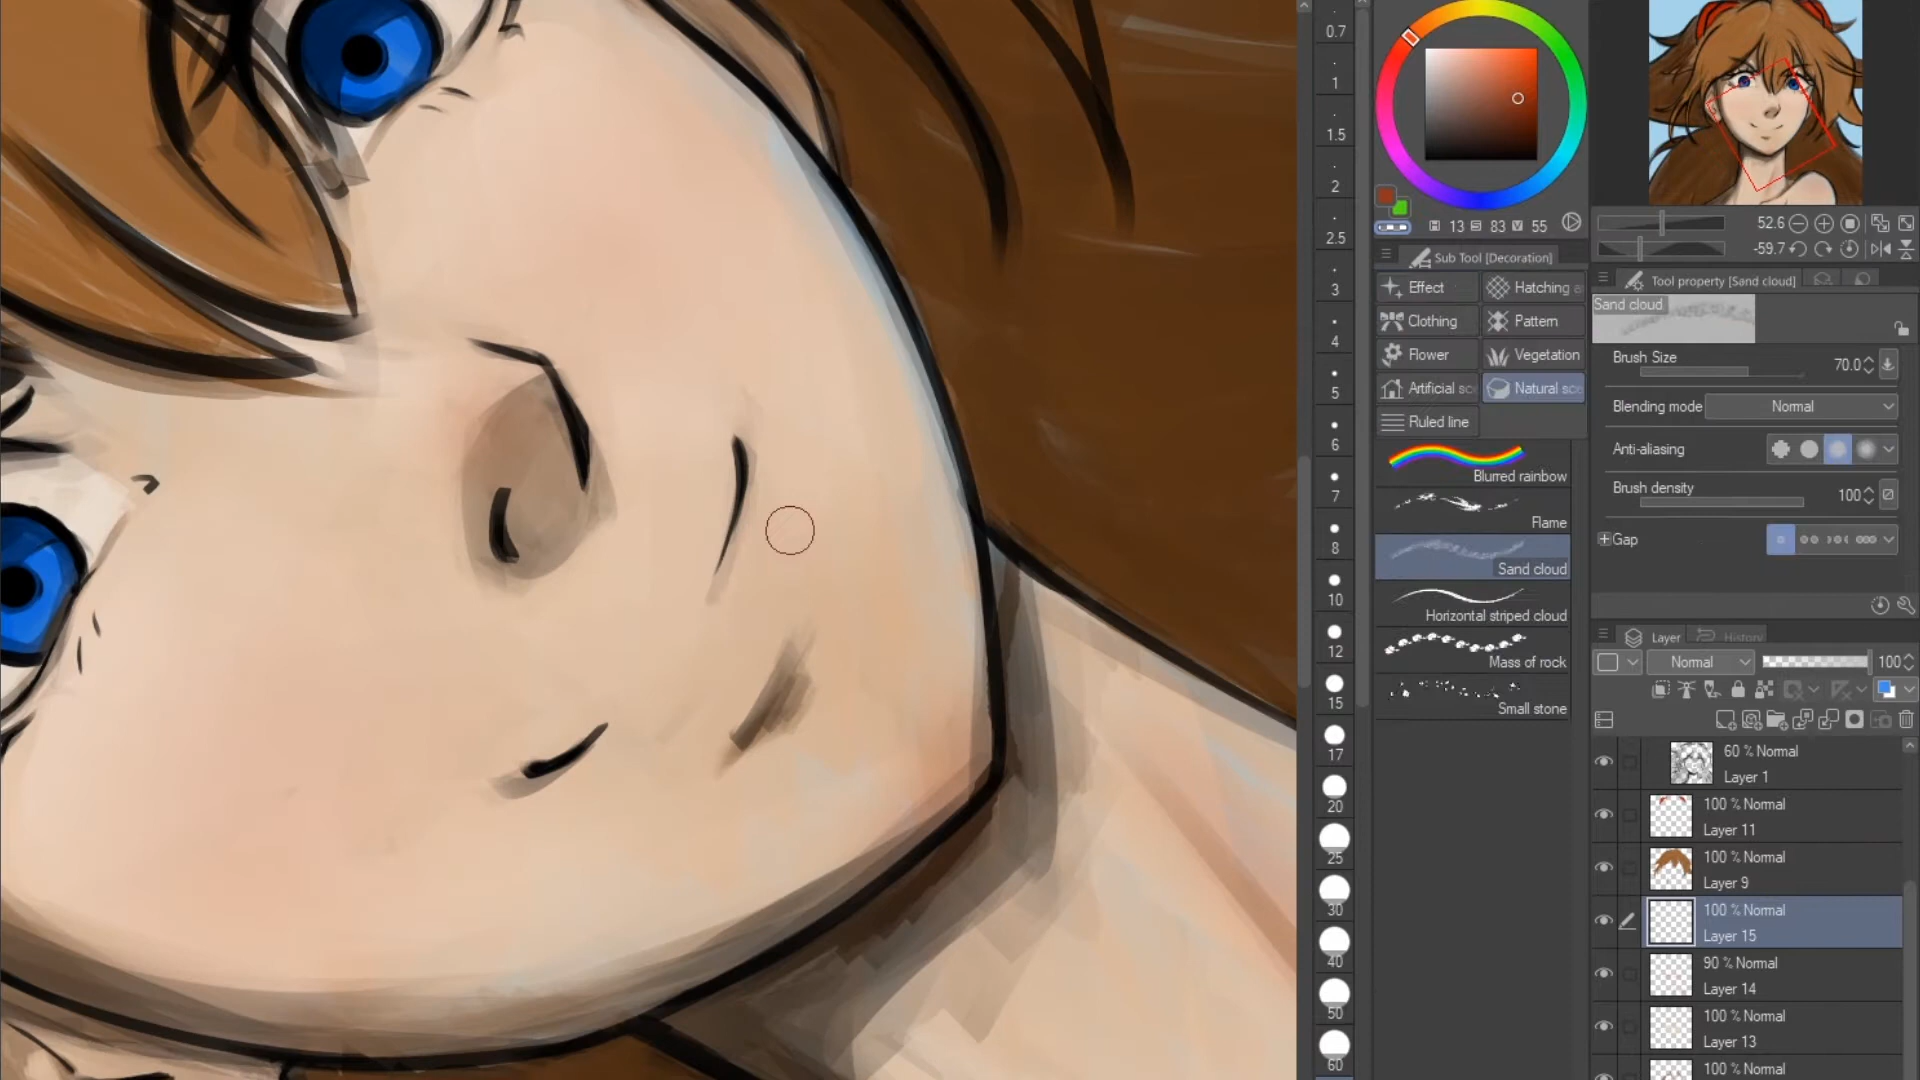 0.7
1
1.5
2
2.5
3
4
5
6
7
8
10
12
15
17
20
25
30
40
50
60
H 13 S 83 V 55
Sub Tool [Decoration]
Effect
Hatching
Clothing
Pattern
Flower
Vegetation
Artificial sc
Natural sce
Ruled line
Blurred rainbow
Flame
Sand cloud
Horizontal striped cloud
Mass of rock
Small stone
52.6
-59.7
Tool property [Sand cloud]
Sand cloud
Brush Size
70.0
Blending mode
Normal
Anti-aliasing
Brush density
100
Gap
Layer
History
Normal
100
60 % Normal
Layer 1
100 % Normal
Layer 11
100 % Normal
Layer 9
100 % Normal
Layer 15
90 % Normal
Layer 14
100 % Normal
Layer 13
100 % Normal